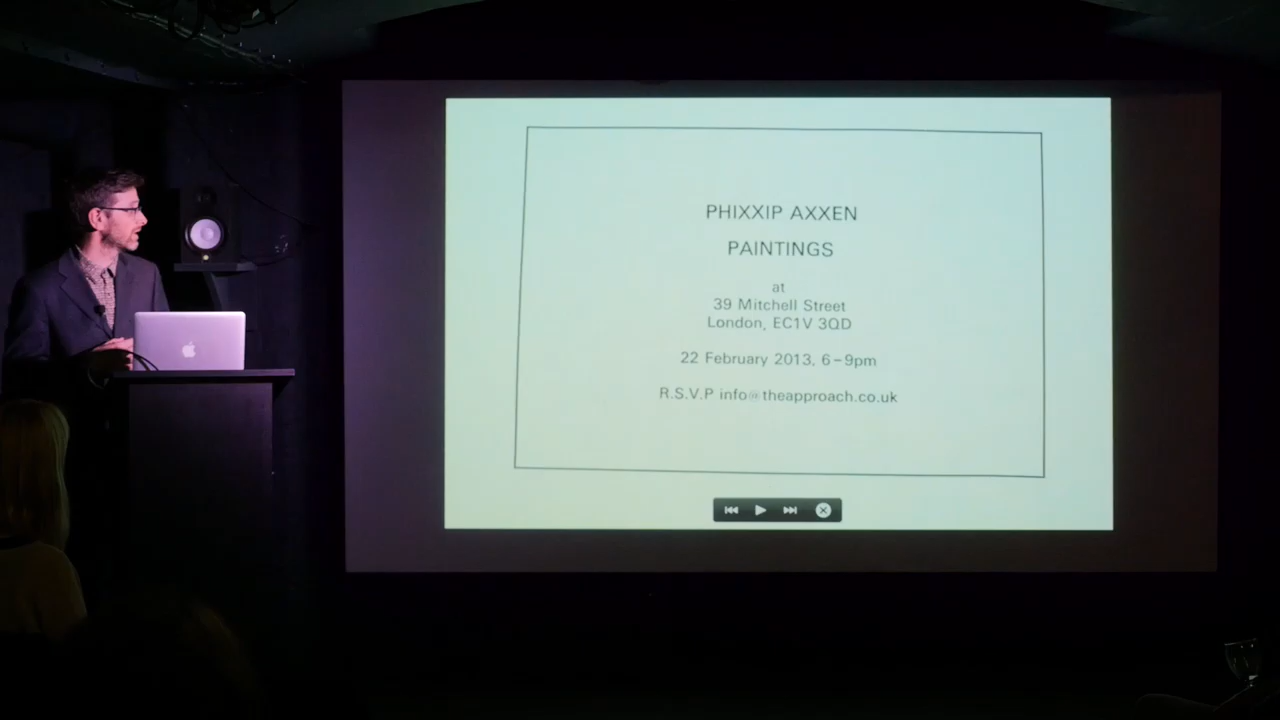 PHIXXIP AXXEN
PAINTINGS
at
39 Mitchell Street
London, EC1V 3QD
22 February 2013, 6–9pm
R.S.V.P info@theapproach.co.uk